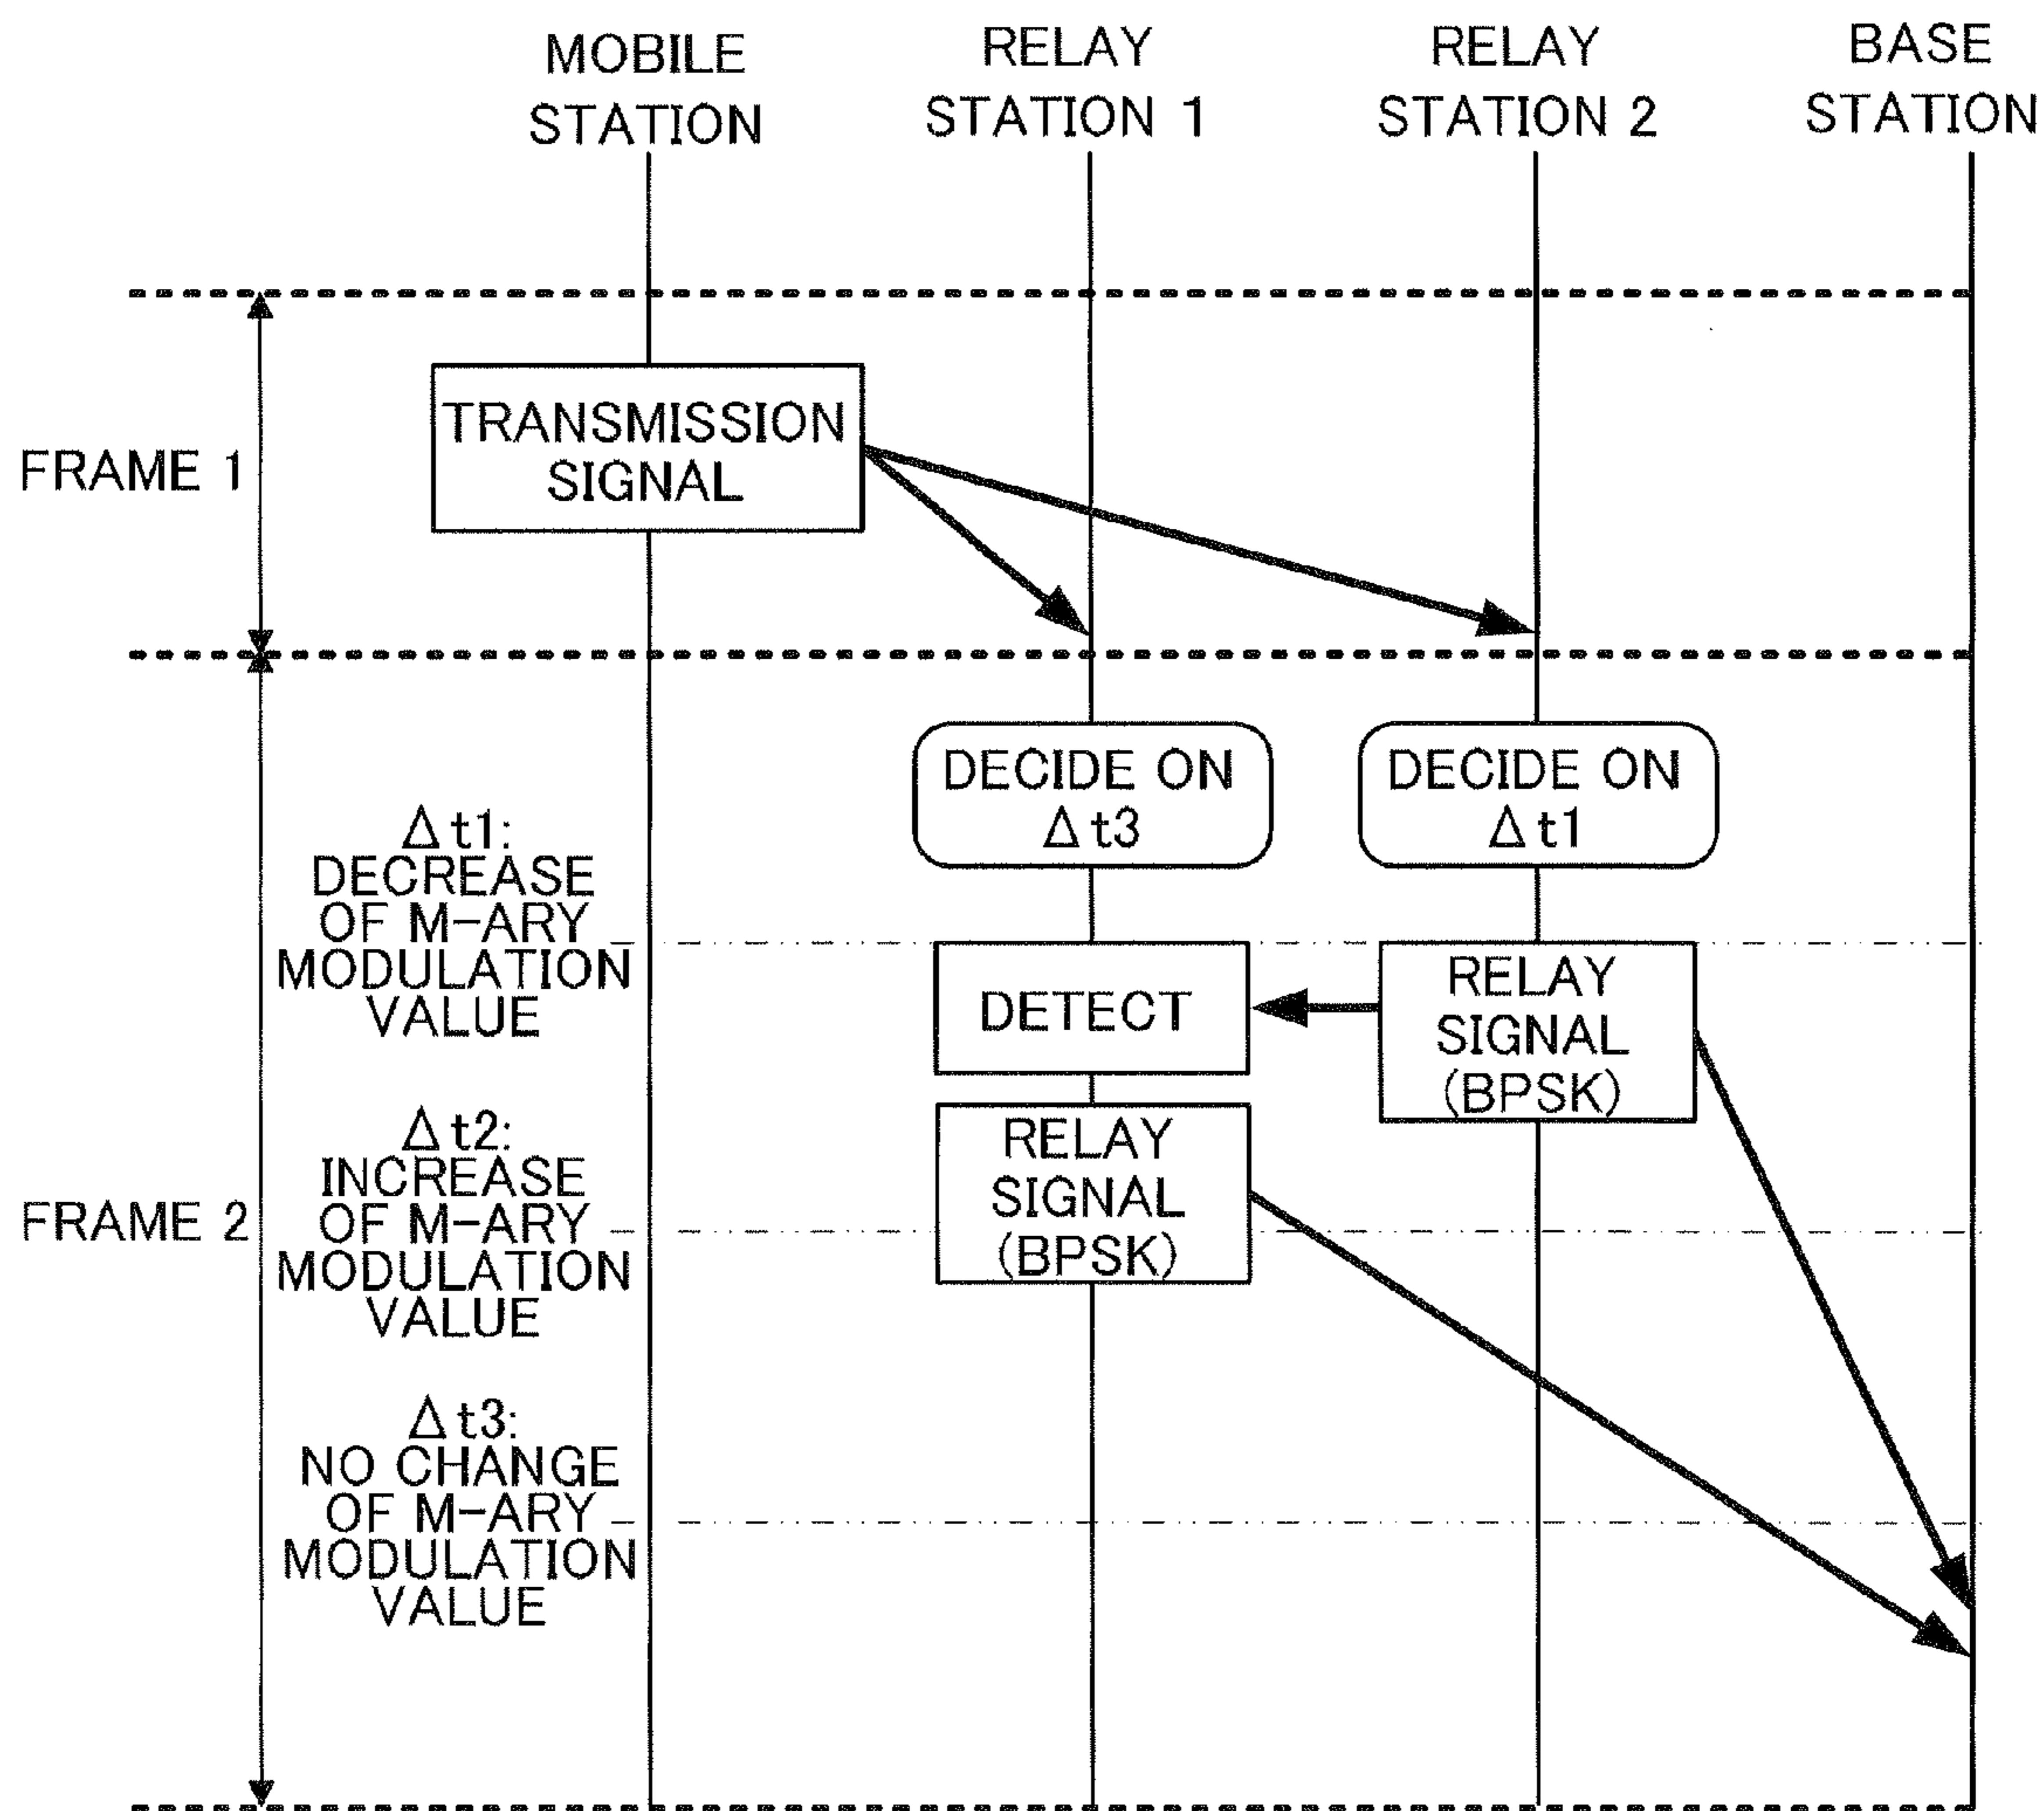 MOBILE
STATION
RELAY
STATION 1
RELAY
STATION 2
BASE
STATION
FRAME 1
TRANSMISSION
SIGNAL
DECIDE ON
Δt3
DECIDE ON
Δt1
FRAME 2
Δt1:
DECREASE
OF M-ARY
MODULATION
VALUE
DETECT
RELAY
SIGNAL
(BPSK)
Δt2:
INCREASE
OF M-ARY
MODULATION
VALUE
RELAY
SIGNAL
(BPSK)
Δt3:
NO CHANGE
OF M-ARY
MODULATION
VALUE